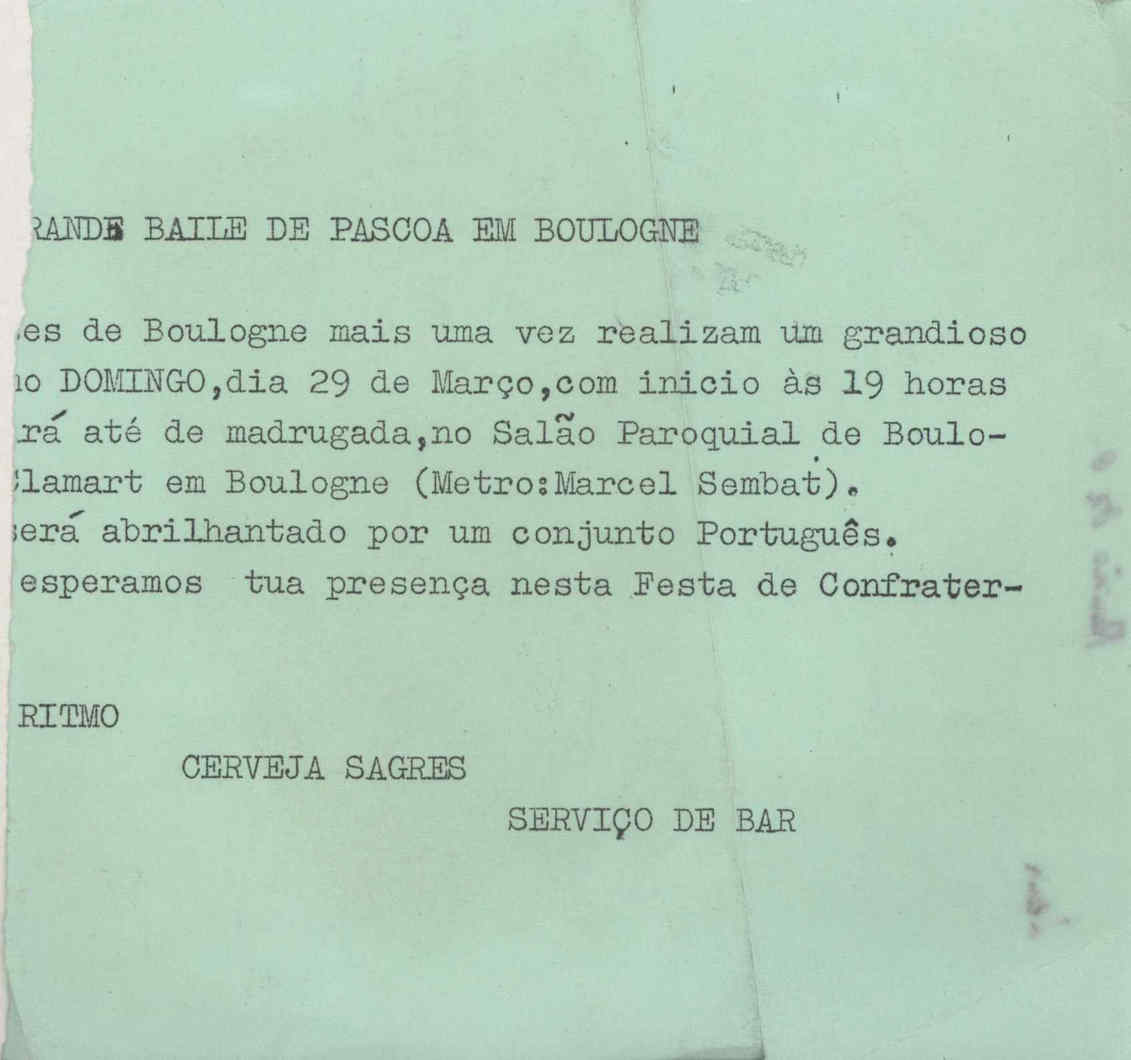 RANDE BAILE DE PASCOA EM BOULOGNE
es de Boulogne mais uma vez realizam um grandioso
no DOMINGO,dia 29 de Março,com inicio às 19 horas
rá até de madrugada,no Salão Paroquial de Boulo-
lamart em Boulogne (Metro:Marcel Sembat).
será abrilhantado por um conjunto Português.
esperamos tua presença nesta Festa de Confrater-
RITMO
CERVEJA SAGRES
SERVIÇO DE BAR